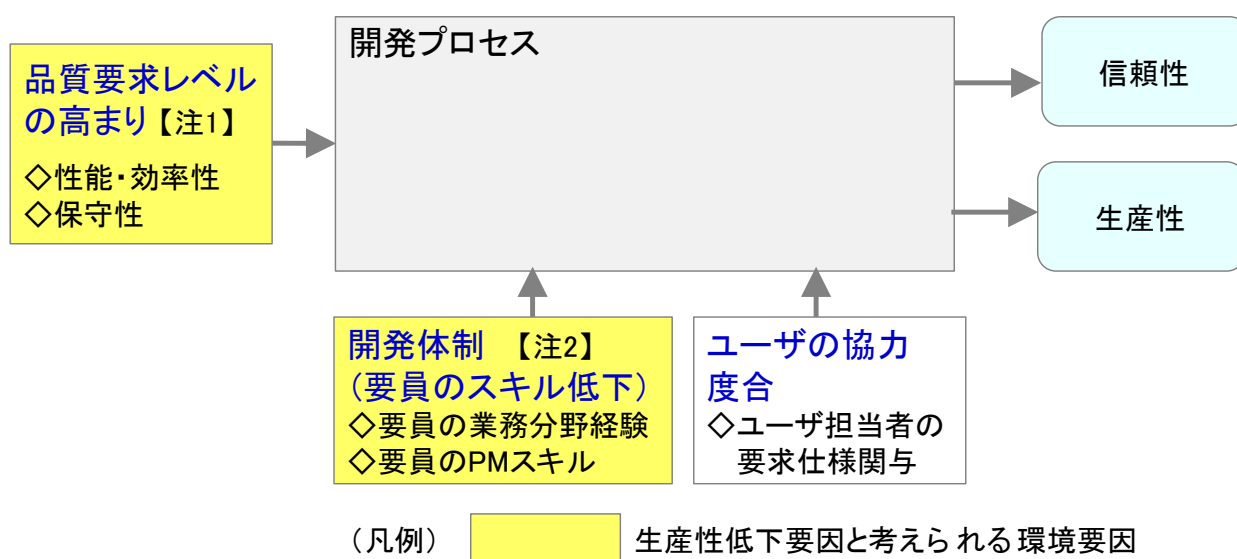 開発プロセス
品質要求レベル
の高まり【注1】
◇性能・効率性
◇保守性
信頼性
生産性
開発体制 【注2】
(要員のスキル低下)
◇要員の業務分野経験
◇要員のPMスキル
ユーザの協力
度合
◇ユーザ担当者の
要求仕様関与
(凡例)
生産性低下要因と考えられる環境要因